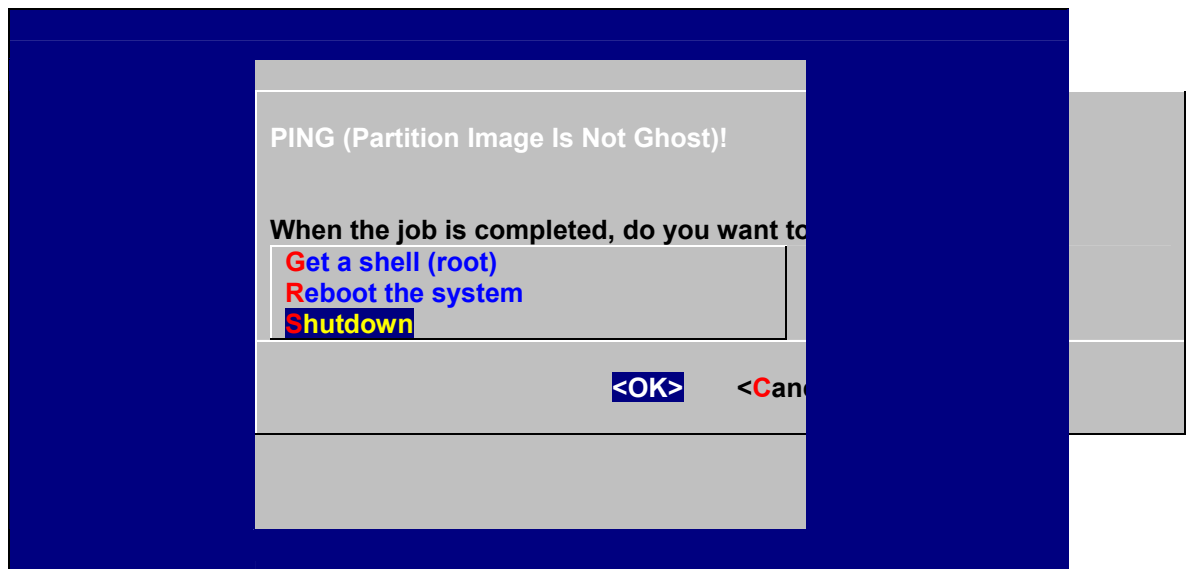 PING (Partition Image Is Not Ghost)!
When the job is completed, do you want to
Get a shell (root)
Reboot the system
Shutdown
<OK> <Can